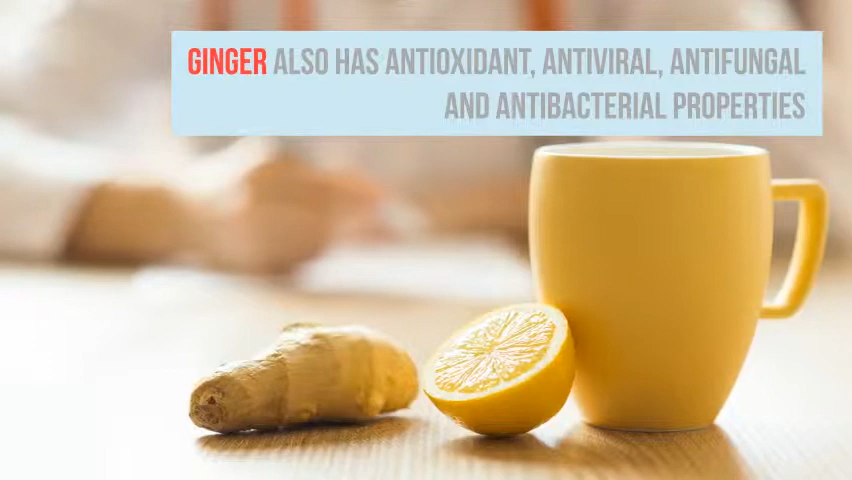 GINGER ALSO HAS ANTIOXIDANT, ANTIVIRAL, ANTIFUNGAL
AND ANTIBACTERIAL PROPERTIES